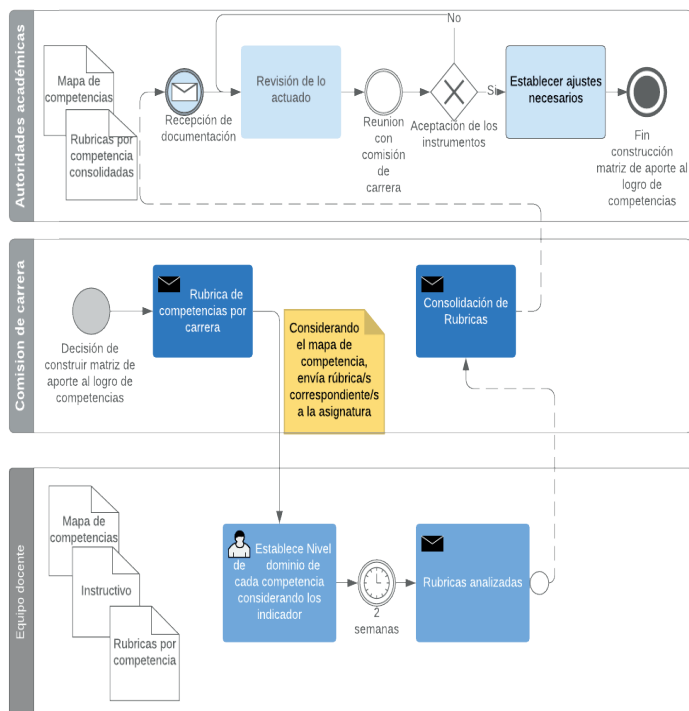 Autoridades académicas
Mapa de
competencias
Rubricas por
competencia
consolidadas
Recepción de
documentación
Revisión de lo
actuado
Reunion
con
comisión
de
carrera
No
Aceptación de los
instrumentos
Si
Establecer ajustes
necesarios
Fin
construcción
matriz de aporte al
logro de
competencias
Comision de carrera
Decisión de
construir matriz de
aporte al logro de
competencias
Rubrica de
competencias por
carrera
Considerando
el mapa de
competencia,
envía rúbrica/s
correspondiente/s
a la asignatura
Consolidación de
Rubricas
Equipo docente
Mapa de
competencias
Instructivo
Rubricas por
competencia
Establece Nivel
de dominio de
cada competencia
considerando los
indicador
2
semanas
Rubricas analizadas